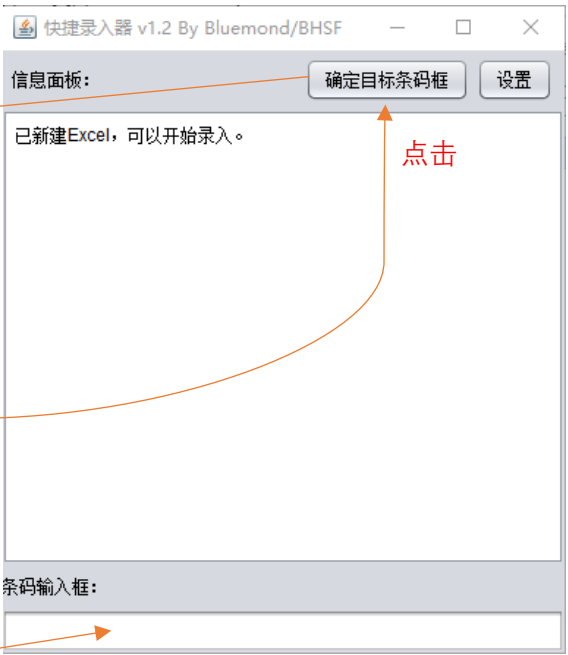 快捷录入器 v1.2 By Bluemond/BHSF
信息面板： 确定目标条码框 设置
已新建Excel，可以开始录入。
点击
条码输入框：